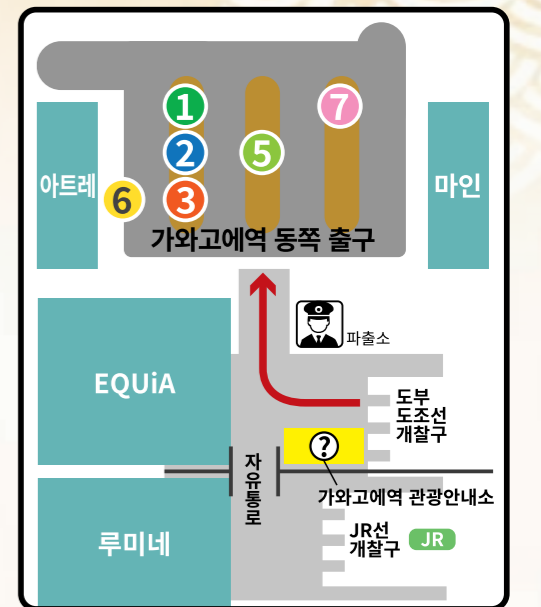 1
7
2
5
아트레
6
3
마인
가와고에역 동쪽 출구
파출소
EQUiA
도부
도조선
개찰구
?
자유통로
가와고에역 관광안내소
루미네
JR선
개찰구
JR